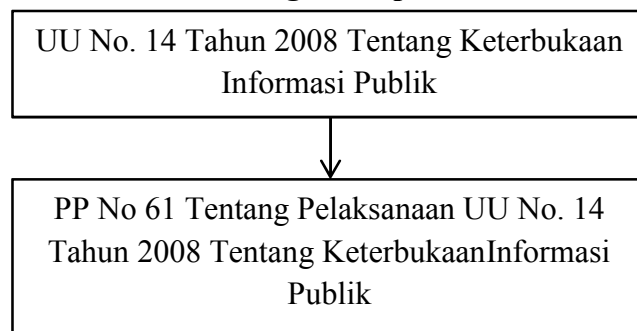 UU No. 14 Tahun 2008 Tentang Keterbukaan
Informasi Publik
PP No 61 Tentang Pelaksanaan UU No. 14
Tahun 2008 Tentang KeterbukaanInformasi
Publik